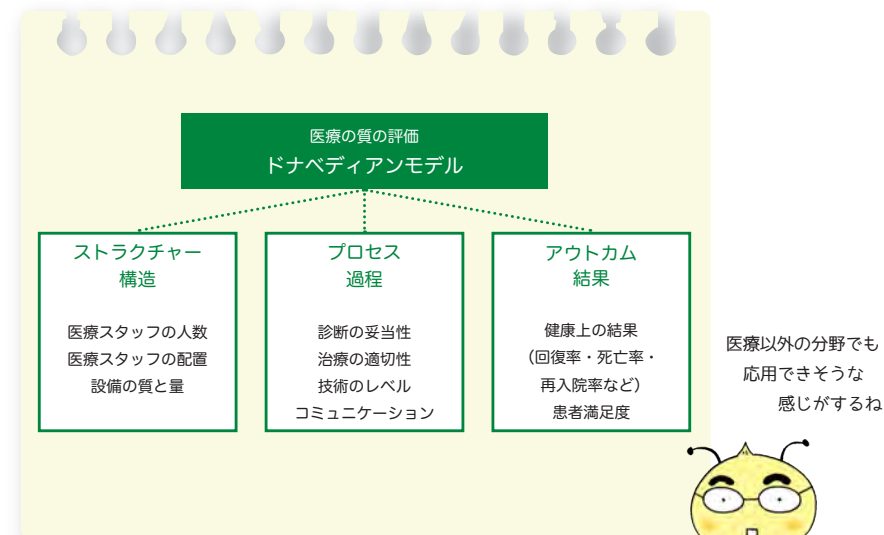 医療の質の評価
ドナベディアンモデル
ストラクチャー
構造
医療スタッフの人数
医療スタッフの配置
設備の質と量
プロセス
過程
診断の妥当性
治療の適切性
技術のレベル
コミュニケーション
アウトカム
結果
健康上の結果
（回復率・死亡率・
再入院率など）
患者満足度
医療以外の分野でも
応用できそうな
感じがするね